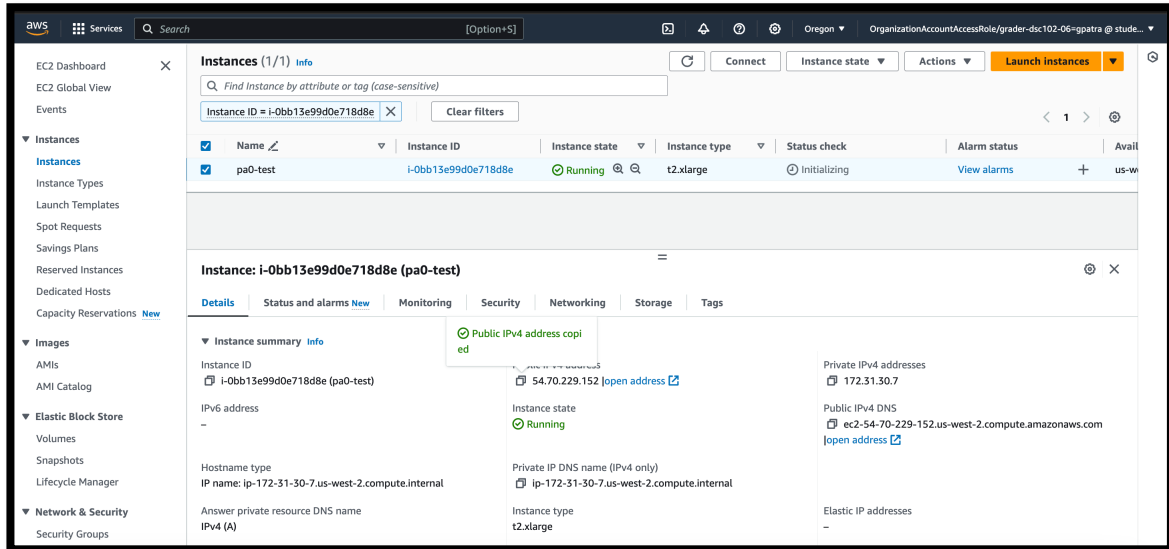 aws
Services
Search
[Option+S]
Oregon ▼
OrganizationAccountAccessRole/grader-dsc102-06=gpatra @ stude... ▼
EC2 Dashboard
EC2 Global View
Events
▼ Instances
Instances
Instance Types
Launch Templates
Spot Requests
Savings Plans
Reserved Instances
Dedicated Hosts
Capacity Reservations New
▼ Images
AMIs
AMI Catalog
▼ Elastic Block Store
Volumes
Snapshots
Lifecycle Manager
▼ Network & Security
Security Groups
Instances (1/1) Info
Connect
Instance state ▼
Actions ▼
Launch instances ▼
Find Instance by attribute or tag (case-sensitive)
Instance ID = i-0bb13e99d0e718d8e
Clear filters
1
Name
Instance ID
Instance state
Instance type
Status check
Alarm status
Avail
pa0-test
i-0bb13e99d0e718d8e
Running
t2.xlarge
Initializing
View alarms
+
us-w
Instance: i-0bb13e99d0e718d8e (pa0-test)
Details
Status and alarms New
Monitoring
Security
Networking
Storage
Tags
Public IPv4 address copi
ed
▼ Instance summary Info
Instance ID
i-0bb13e99d0e718d8e (pa0-test)
54.70.229.152 |open address
Private IPv4 addresses
172.31.30.7
IPv6 address
–
Instance state
Running
Public IPv4 DNS
ec2-54-70-229-152.us-west-2.compute.amazonaws.com
|open address
Hostname type
IP name: ip-172-31-30-7.us-west-2.compute.internal
Private IP DNS name (IPv4 only)
ip-172-31-30-7.us-west-2.compute.internal
Answer private resource DNS name
IPv4 (A)
Instance type
t2.xlarge
Elastic IP addresses
–